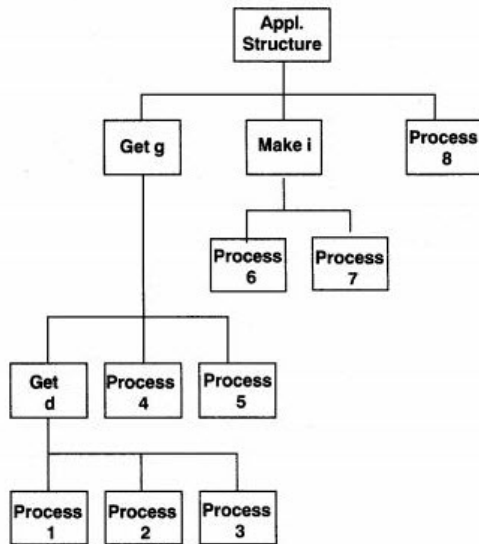 Appl.
Structure
Get g
Make i
Process
8
Process
6
Process
7
Get
d
Process
4
Process
5
Process
1
Process
2
Process
3